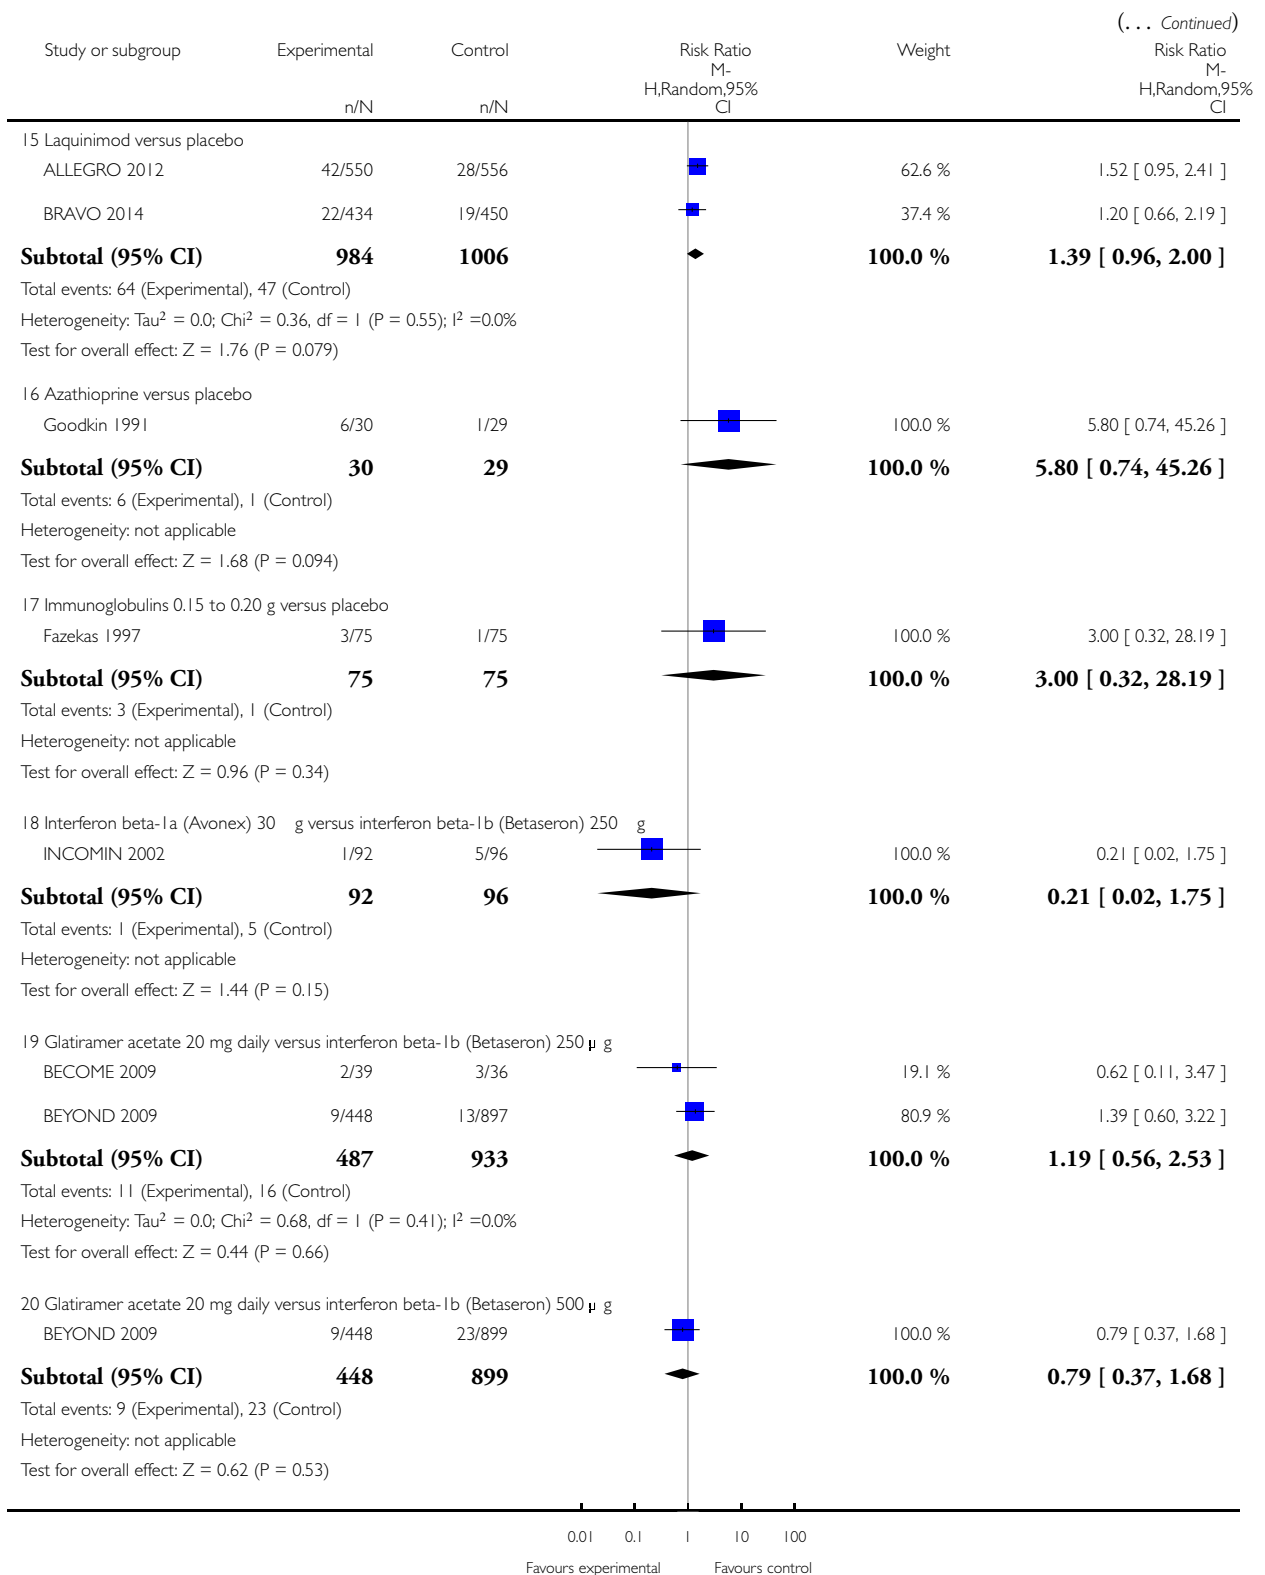 (... Continued)
Study or subgroup Experimental Control Risk Ratio Weight Risk Ratio
M- M-
H,Random,95% H,Random,95%
n/N n/N CI CI
15 Laquinimod versus placebo
ALLEGRO 2012 42/550 28/556 62.6 % 1.52 [ 0.95, 2.41 ]
BRAVO 2014 22/434 19/450 37.4 % 1.20 [ 0.66, 2.19 ]
Subtotal (95% CI) 984 1006 100.0 % 1.39 [ 0.96, 2.00 ]
Total events: 64 (Experimental), 47 (Control)
Heterogeneity: Tau² = 0.0; Chi² = 0.36, df = 1 (P = 0.55); I² =0.0%
Test for overall effect: Z = 1.76 (P = 0.079)
16 Azathioprine versus placebo
Goodkin 1991 6/30 1/29 100.0 % 5.80 [ 0.74, 45.26 ]
Subtotal (95% CI) 30 29 100.0 % 5.80 [ 0.74, 45.26 ]
Total events: 6 (Experimental), 1 (Control)
Heterogeneity: not applicable
Test for overall effect: Z = 1.68 (P = 0.094)
17 Immunoglobulins 0.15 to 0.20 g versus placebo
Fazekas 1997 3/75 1/75 100.0 % 3.00 [ 0.32, 28.19 ]
Subtotal (95% CI) 75 75 100.0 % 3.00 [ 0.32, 28.19 ]
Total events: 3 (Experimental), 1 (Control)
Heterogeneity: not applicable
Test for overall effect: Z = 0.96 (P = 0.34)
18 Interferon beta-1a (Avonex) 30 g versus interferon beta-1b (Betaseron) 250 g
INCOMIN 2002 1/92 5/96 100.0 % 0.21 [ 0.02, 1.75 ]
Subtotal (95% CI) 92 96 100.0 % 0.21 [ 0.02, 1.75 ]
Total events: 1 (Experimental), 5 (Control)
Heterogeneity: not applicable
Test for overall effect: Z = 1.44 (P = 0.15)
19 Glatiramer acetate 20 mg daily versus interferon beta-1b (Betaseron) 250 μ g
BECOME 2009 2/39 3/36 19.1 % 0.62 [ 0.11, 3.47 ]
BEYOND 2009 9/448 13/897 80.9 % 1.39 [ 0.60, 3.22 ]
Subtotal (95% CI) 487 933 100.0 % 1.19 [ 0.56, 2.53 ]
Total events: 11 (Experimental), 16 (Control)
Heterogeneity: Tau² = 0.0; Chi² = 0.68, df = 1 (P = 0.41); I² =0.0%
Test for overall effect: Z = 0.44 (P = 0.66)
20 Glatiramer acetate 20 mg daily versus interferon beta-1b (Betaseron) 500 μ g
BEYOND 2009 9/448 23/899 100.0 % 0.79 [ 0.37, 1.68 ]
Subtotal (95% CI) 448 899 100.0 % 0.79 [ 0.37, 1.68 ]
Total events: 9 (Experimental), 23 (Control)
Heterogeneity: not applicable
Test for overall effect: Z = 0.62 (P = 0.53)
0.01 0.1 1 10 100
Favours experimental Favours control